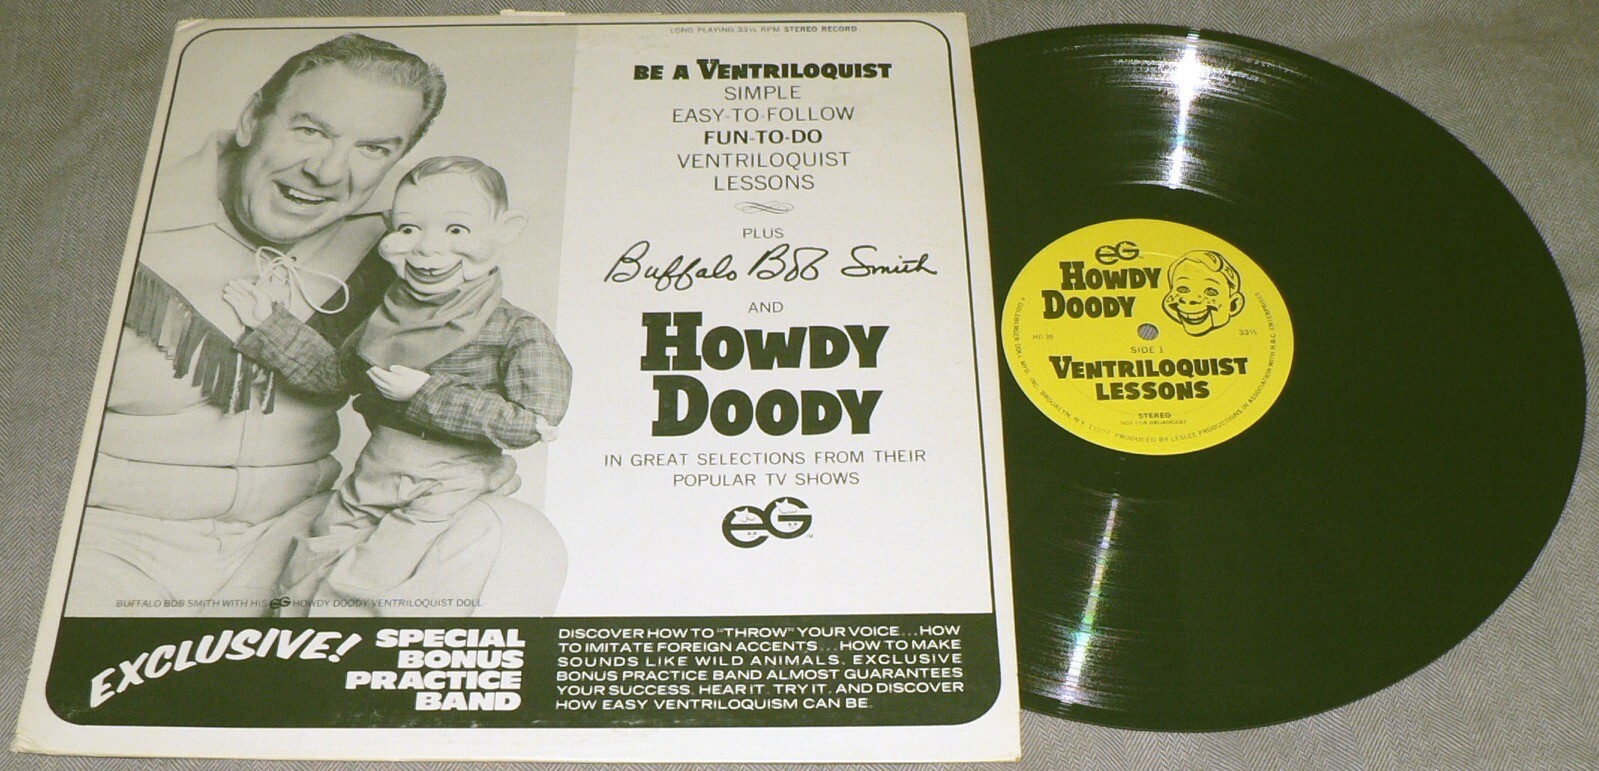 LONG PLAYING 33⅓ RPM STEREO RECORD
BE A VENTRILOQUIST
SIMPLE
EASY-TO-FOLLOW
FUN-TO-DO
VENTRILOQUIST
LESSONS
PLUS
Buffalo Bob Smith
AND
HOWDY
DOODY
IN GREAT SELECTIONS FROM THEIR
POPULAR TV SHOWS
eG
BUFFALO BOB SMITH WITH HIS eG HOWDY DOODY VENTRILOQUIST DOLL
EXCLUSIVE!
SPECIAL
BONUS
PRACTICE
BAND
DISCOVER HOW TO "THROW" YOUR VOICE...HOW
TO IMITATE FOREIGN ACCENTS...HOW TO MAKE
SOUNDS LIKE WILD ANIMALS. EXCLUSIVE
BONUS PRACTICE BAND ALMOST GUARANTEES
YOUR SUCCESS. HEAR IT, TRY IT, AND DISCOVER
HOW EASY VENTRILOQUISM CAN BE.
eG
HOWDY
DOODY
33⅓
SIDE 1
VENTRILOQUIST
LESSONS
STEREO
NOT FOR BROADCAST
DOLL MFG. INC. BROOKLYN, N.Y. PRODUCED BY LESLEE PRODUCTIONS IN ASSOCIATION WITH N.B.C. ENTERPRISES